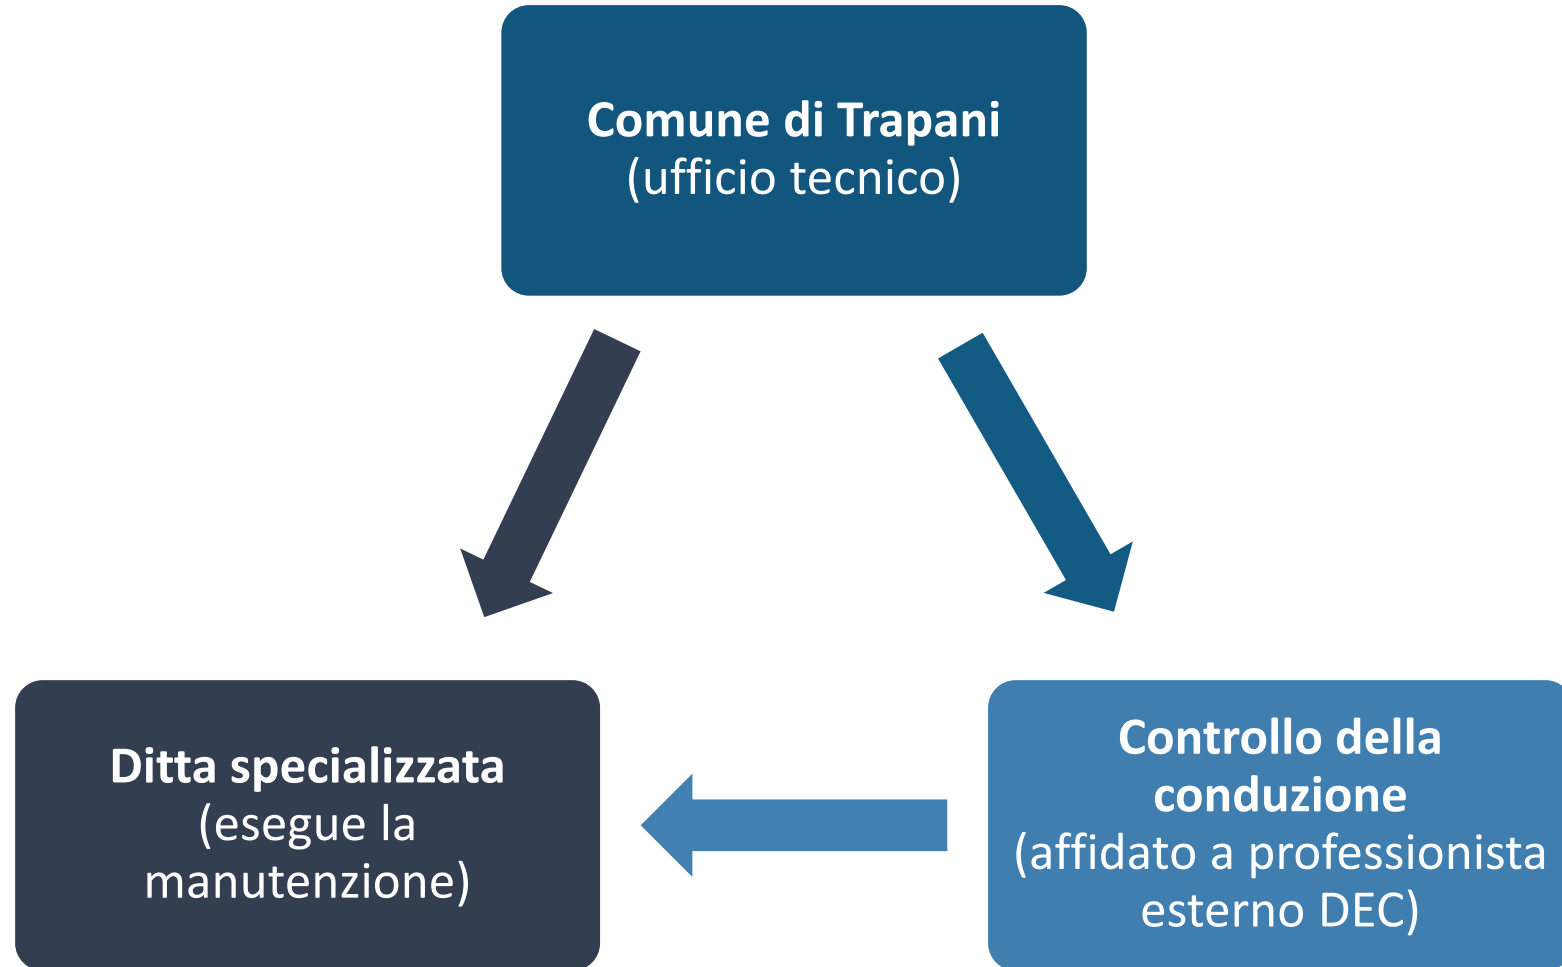 Comune di Trapani
(ufficio tecnico)
Ditta specializzata
(esegue la
manutenzione)
Controllo della
conduzione
(affidato a professionista
esterno DEC)